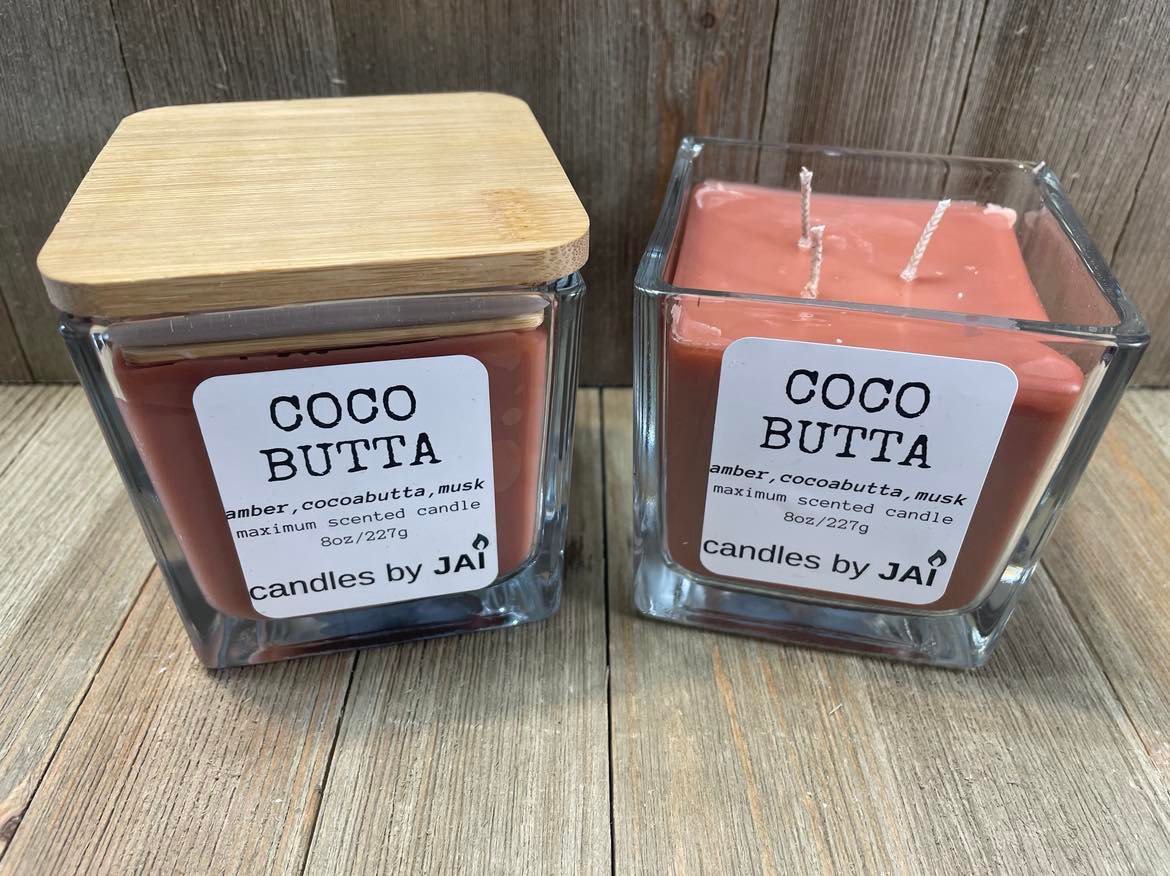 COCO
BUTTA
amber,cocoabutta,musk
maximum scented candle
8oz/227g
candles by JAI
COCO
BUTTA
amber,cocoabutta,musk
maximum scented candle
8oz/227g
candles by JAI